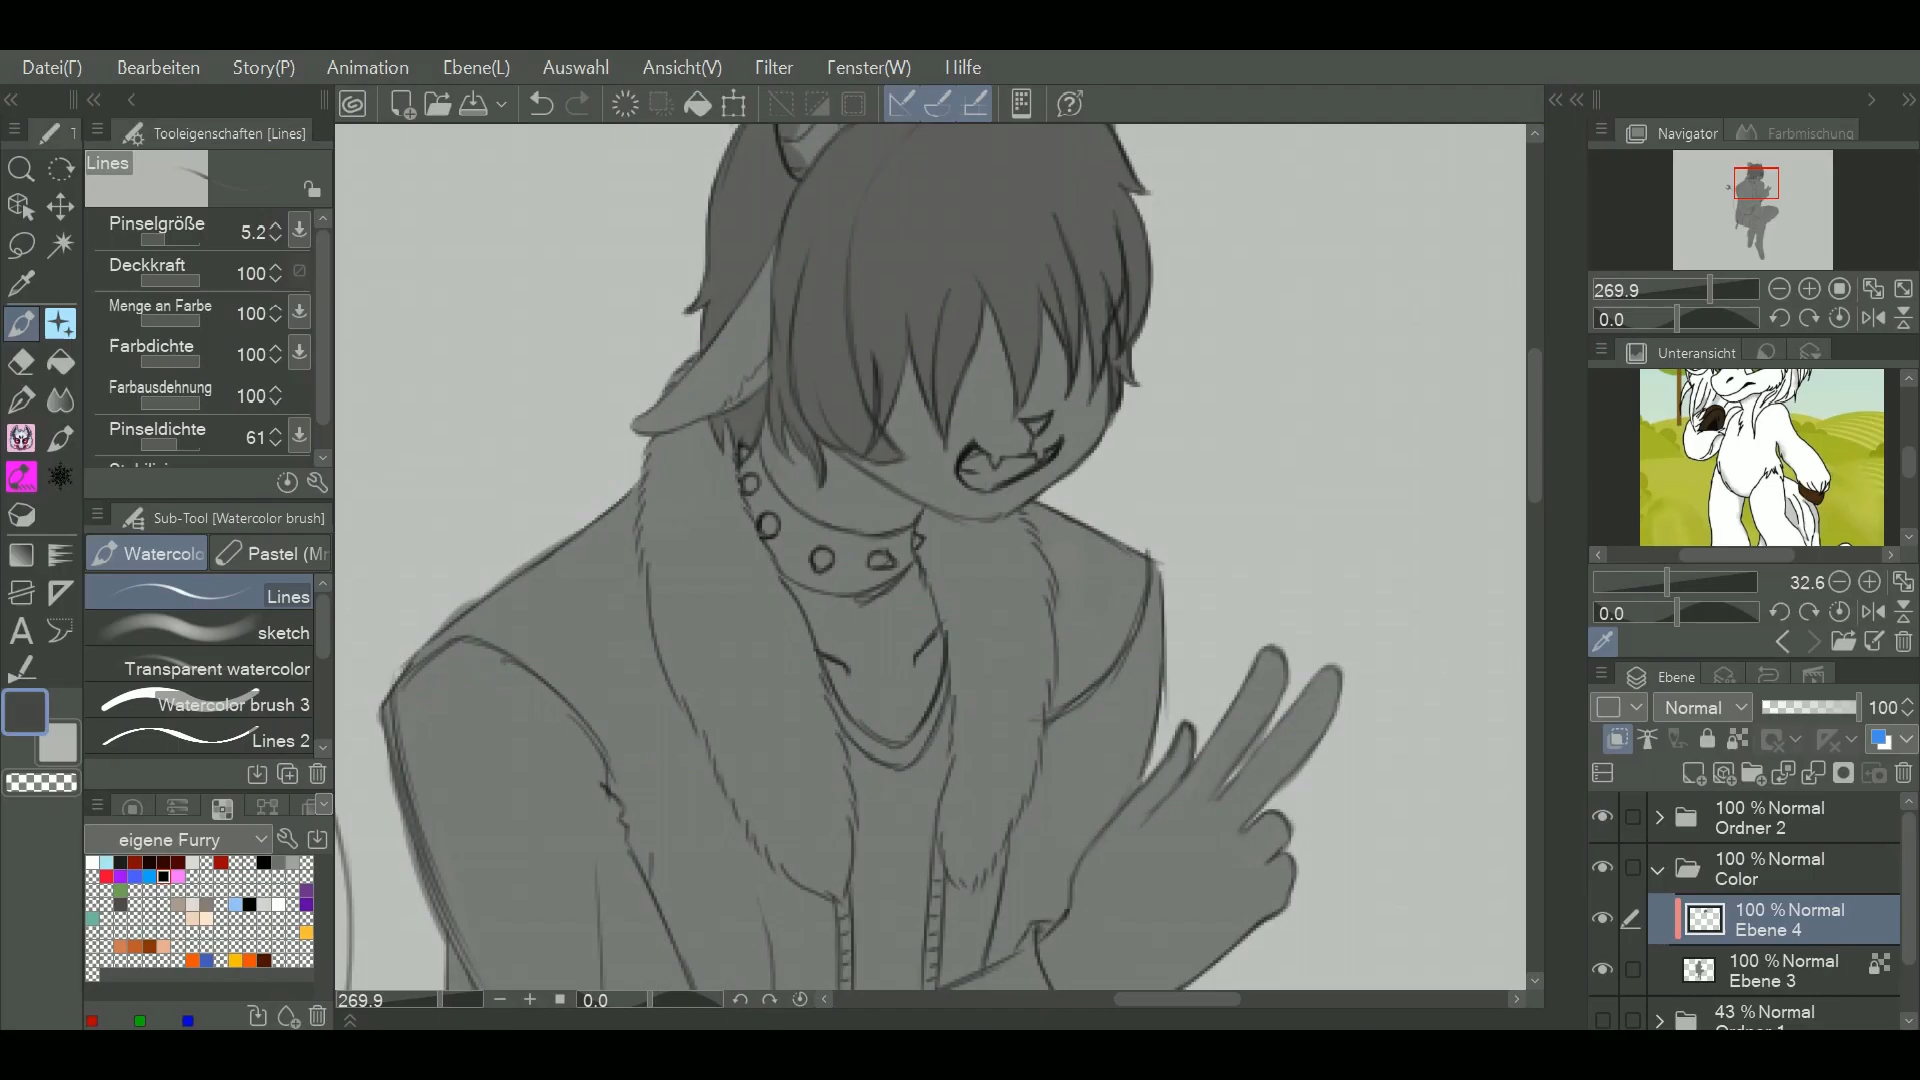 Datei(F) Bearbeiten Story(P) Animation Ebene(L) Auswahl Ansicht(V) Filter Fenster(W) Hilfe
Tooleigenschaften [Lines]
Lines
Pinselgröße 5.2
Deckkraft 100
Menge an Farbe 100
Farbdichte 100
Farbausdehnung 100
Pinseldichte 61
Sub-Tool [Watercolor brush]
Watercolo Pastel (Mr
Lines
sketch
Transparent watercolor
Watercolor brush 3
Lines 2
eigene Furry
269.9 0.0
Navigator Farbmischung
269.9
0.0
Unteransicht
32.6
0.0
Ebene
Normal 100
100 % Normal
Ordner 2
100 % Normal
Color
100 % Normal
Ebene 4
100 % Normal
Ebene 3
43 % Normal